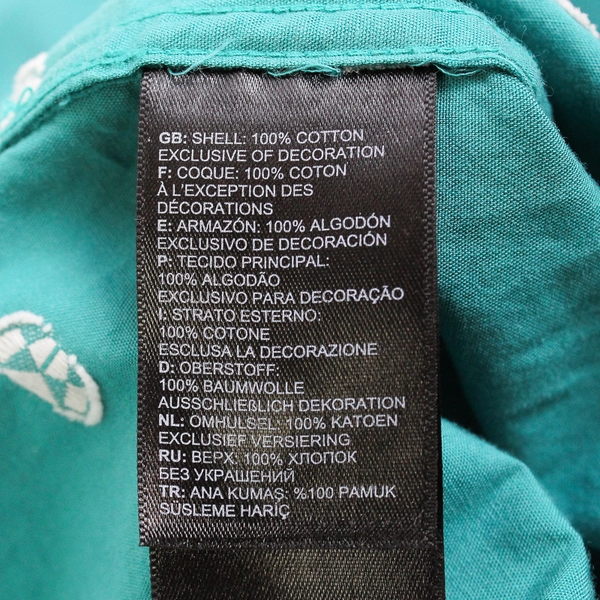 GB: SHELL: 100% COTTON
EXCLUSIVE OF DECORATION
F: COQUE: 100% COTON
À L'EXCEPTION DES
DÉCORATIONS
E: ARMAZÓN: 100% ALGODÓN
EXCLUSIVO DE DECORACIÓN
P: TECIDO PRINCIPAL:
100% ALGODÃO
EXCLUSIVO PARA DECORAÇÃO
I: STRATO ESTERNO:
100% COTONE
ESCLUSA LA DECORAZIONE
D: OBERSTOFF:
100% BAUMWOLLE
AUSSCHLIEßLICH DEKORATION
NL: OMHULSEL: 100% KATOEN
EXCLUSIEF VERSIERING
RU: ВЕРХ: 100% ХЛОПОК
БЕЗ УКРАШЕНИЙ
TR: ANA KUMAŞ: %100 PAMUK
SÜSLEME HARİÇ